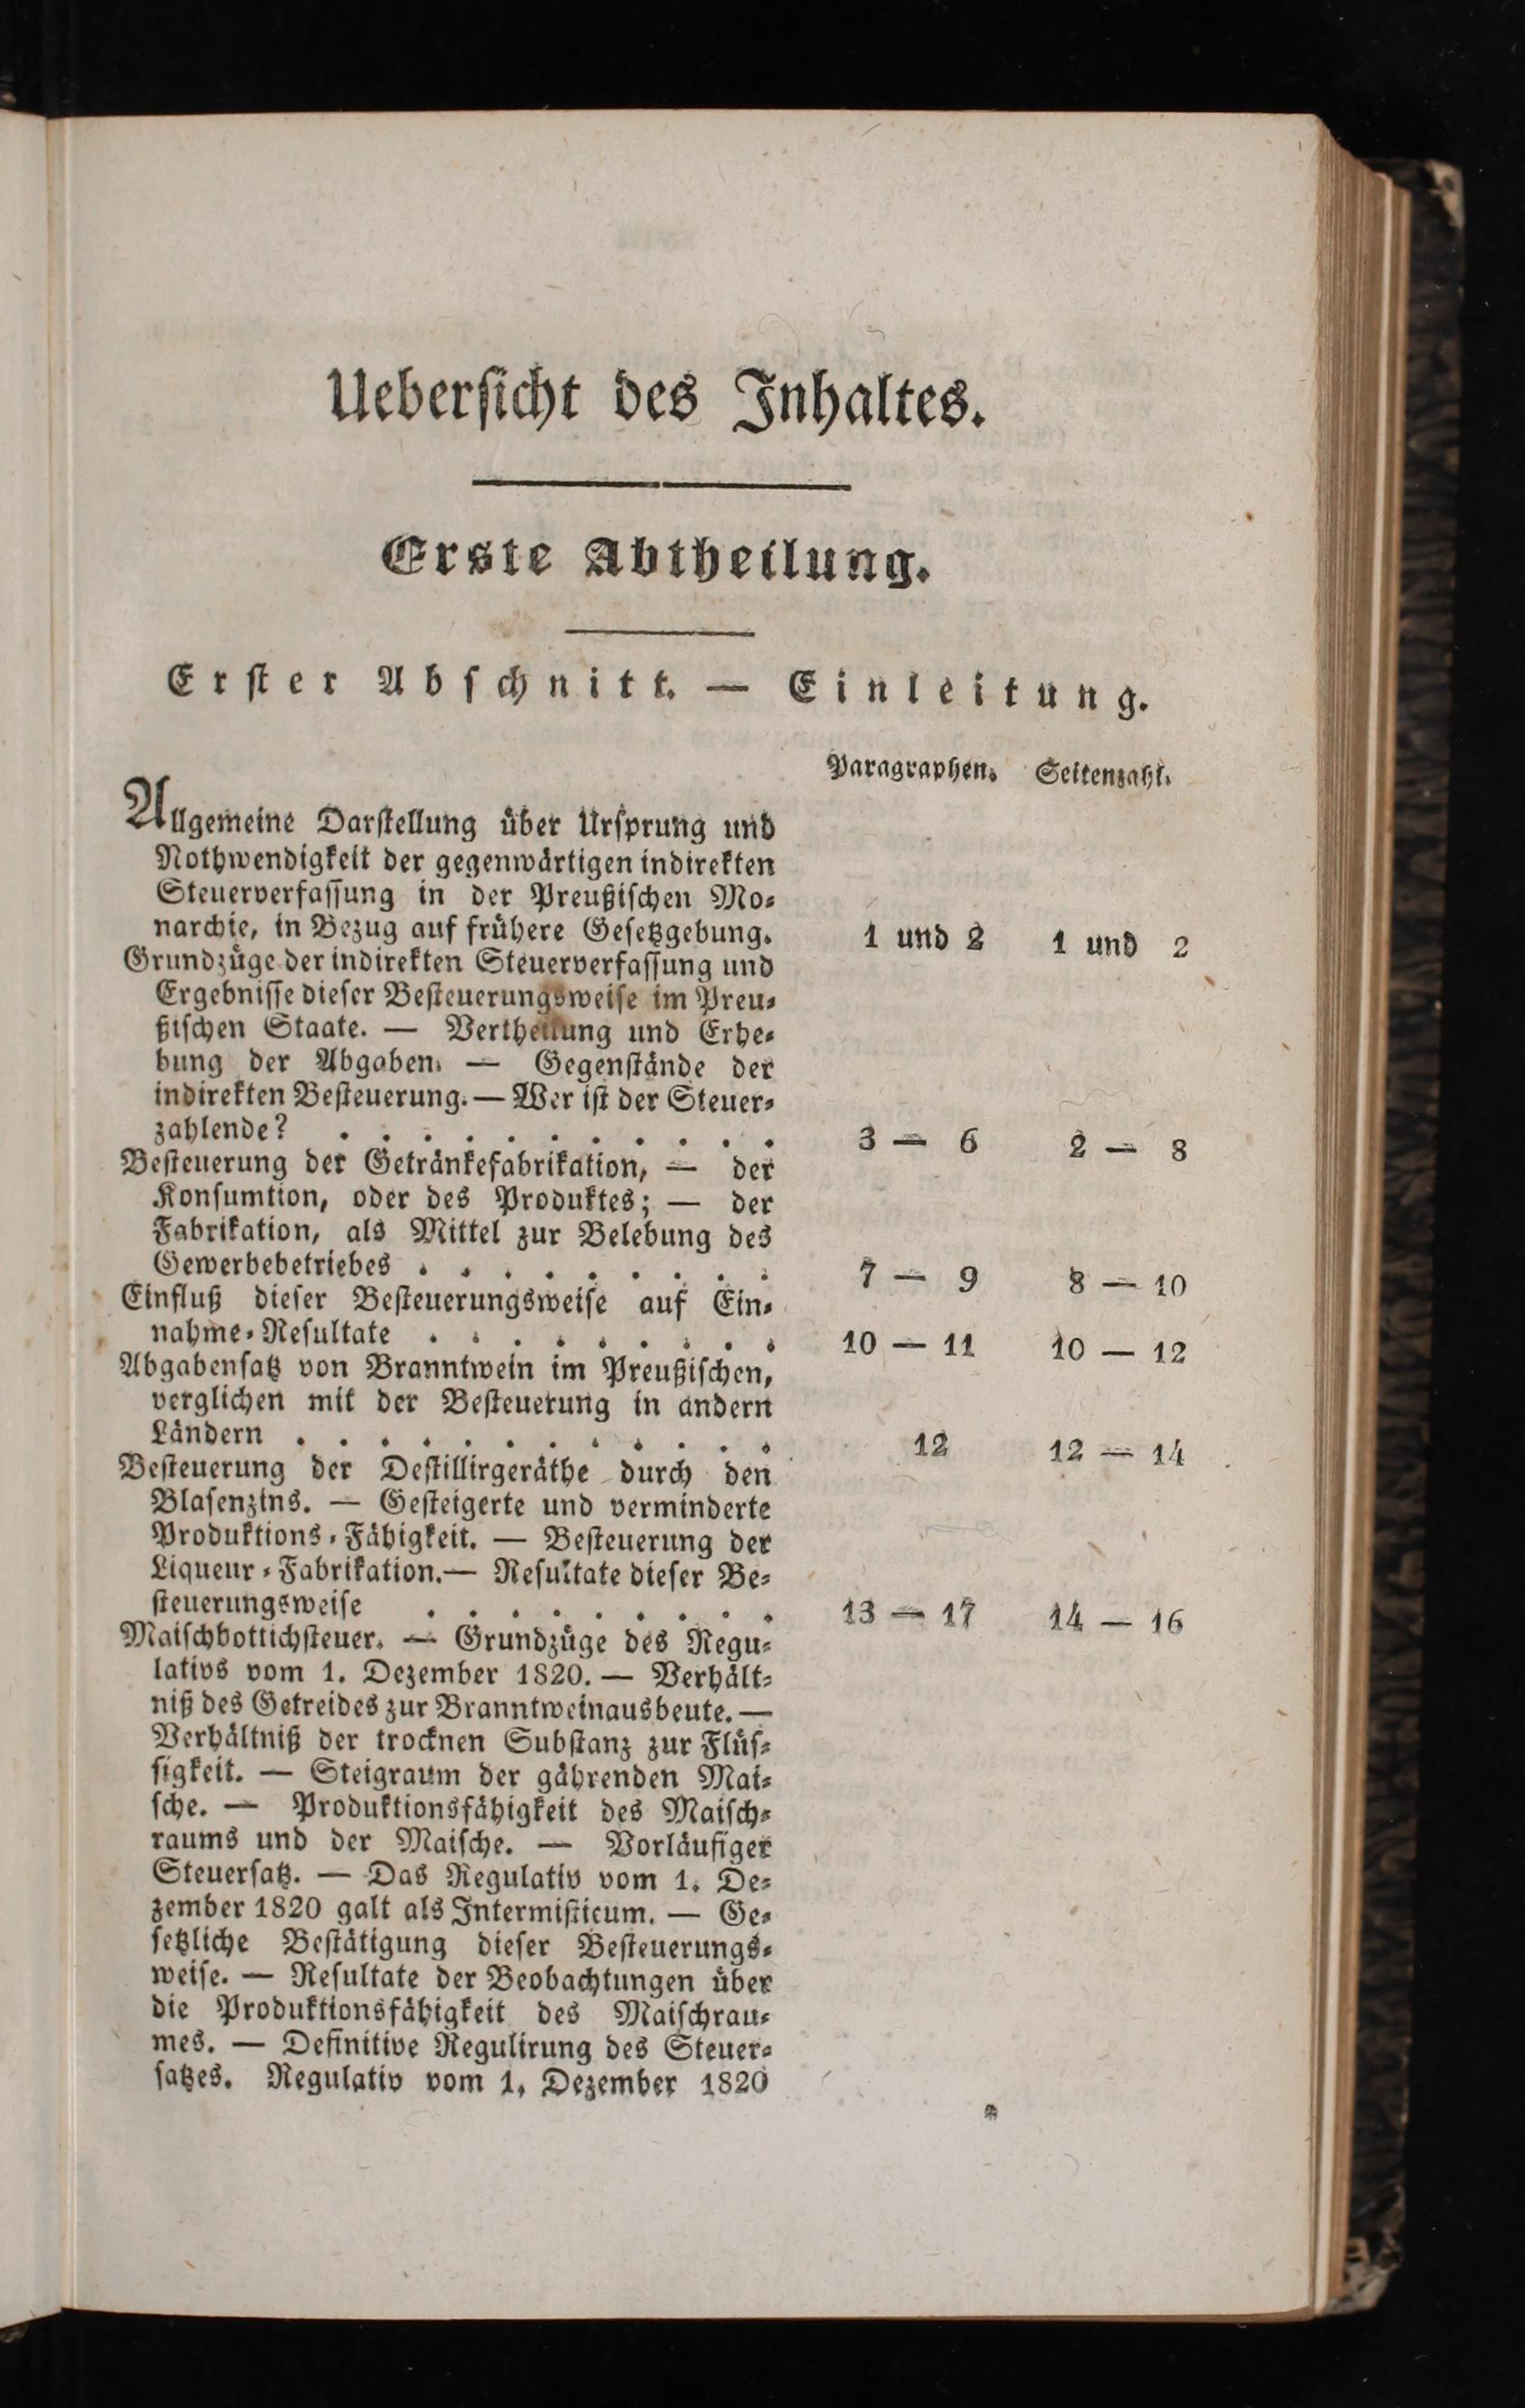 Uebersicht des Inhaltes.
Erste Abtheilung.
Erster Abschnitt. — Einleitung.
Paragraphen. Seitenzahl.
Allgemeine Darstellung über Ursprung und
Nothwendigkeit der gegenwärtigen indirekten
Steuerverfassung in der Preußischen Mo-
narchie, in Bezug auf frühere Gesetzgebung. 1 und 2 1 und 2
Grundzüge der indirekten Steuerverfassung und
Ergebnisse dieser Besteuerungsweise im Preu-
ßischen Staate. — Vertheilung und Erhe-
bung der Abgaben. — Gegenstände der
indirekten Besteuerung. — Wer ist der Steuer-
zahlende? . . . . . . . . . . . 3 — 6 2 — 8
Besteuerung der Getränkefabrikation, — der
Konsumtion, oder des Produktes; — der
Fabrikation, als Mittel zur Belebung des
Gewerbebetriebes . . . . . . . . . 7 — 9 8 — 10
Einfluß dieser Besteuerungsweise auf Ein-
nahme-Resultate . . . . . . . . . 10 — 11 10 — 12
Abgabensatz von Branntwein im Preußischen,
verglichen mit der Besteuerung in andern
Ländern . . . . . . . . . . . . 12 12 — 14
Besteuerung der Destillirgeräthe durch den
Blasenzins. — Gesteigerte und verminderte
Produktions-Fähigkeit. — Besteuerung der
Liqueur-Fabrikation. — Resultate dieser Be-
steuerungsweise . . . . . . . . . 13 — 17 14 — 16
Maischbottichsteuer. — Grundzüge des Regu-
lativs vom 1. Dezember 1820. — Verhält-
niß des Getreides zur Branntweinausbeute. —
Verhältniß der trocknen Substanz zur Flüs-
sigkeit. — Steigraum der gährenden Mai-
sche. — Produktionsfähigkeit des Maisch-
raums und der Maische. — Vorläufiger
Steuersatz. — Das Regulativ vom 1. De-
zember 1820 galt als Intermisticum. — Ge-
setzliche Bestätigung dieser Besteuerungs-
weise. — Resultate der Beobachtungen über
die Produktionsfähigkeit des Maischrau-
mes. — Definitive Regulirung des Steuer-
satzes. Regulativ vom 1. Dezember 1820
*